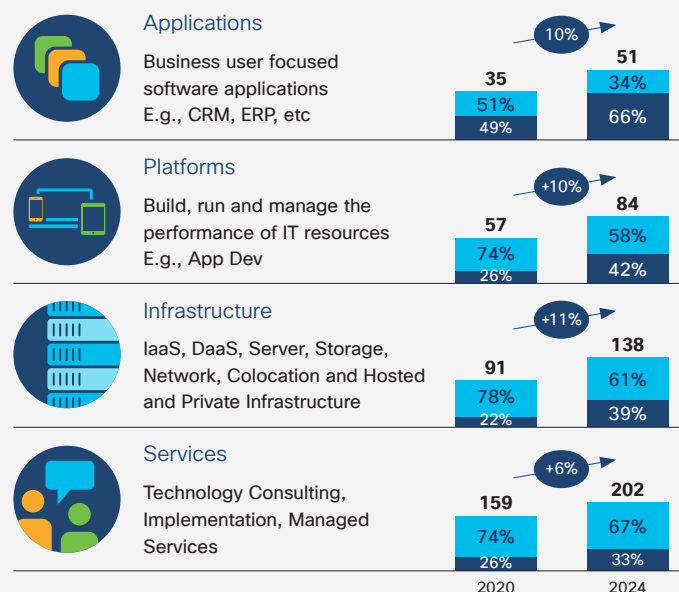 Applications
Business user focused
software applications
E.g., CRM, ERP, etc
10%
35
51%
49%
51
34%
66%
Platforms
Build, run and manage the
performance of IT resources
E.g., App Dev
+10%
57
74%
26%
84
58%
42%
Infrastructure
IaaS, DaaS, Server, Storage,
Network, Colocation and Hosted
and Private Infrastructure
+11%
91
78%
22%
138
61%
39%
Services
Technology Consulting,
Implementation, Managed
Services
+6%
159
74%
26%
202
67%
33%
2020
2024